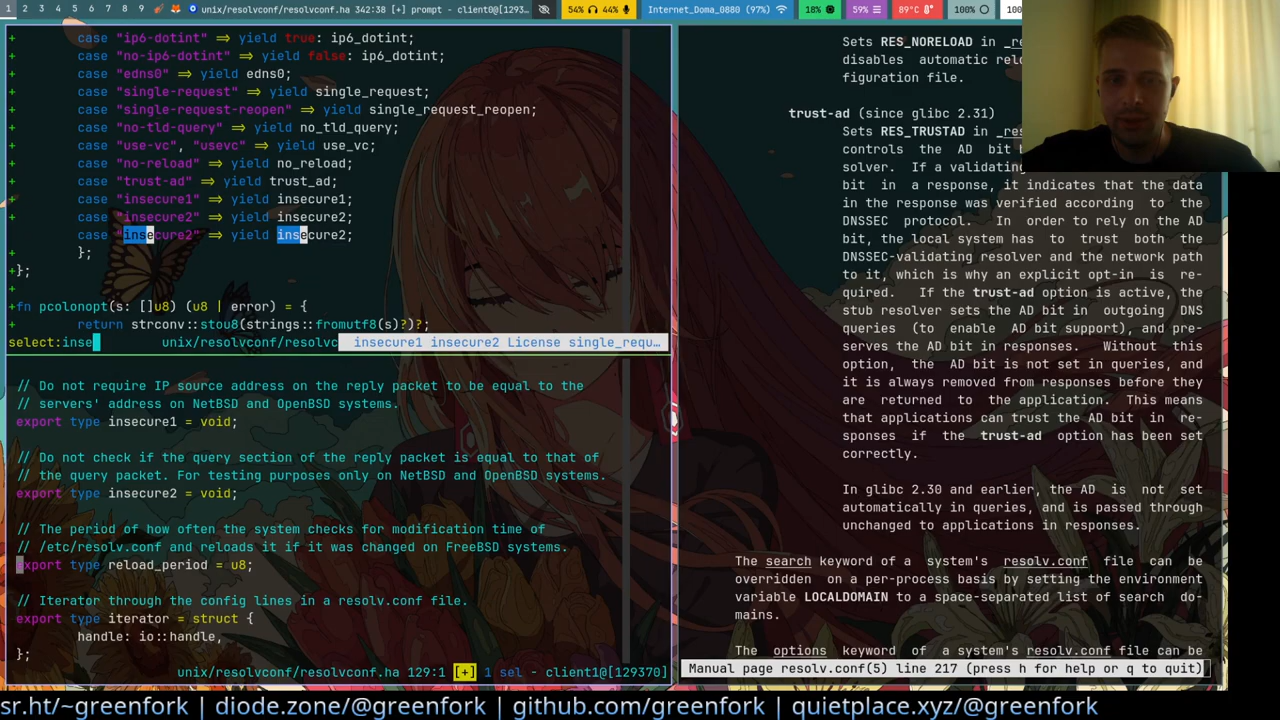 1 2 3 4 5 6 7 8 9 unix/resolvconf/resolvconf.ha 342:38 [+] prompt - client0@[1293… 54% 44% Internet_Doma_0880 (97%) 18% 59% 89°C 100% 100
+ case "ip6-dotint" => yield true: ip6_dotint;
+ case "no-ip6-dotint" => yield false: ip6_dotint;
+ case "edns0" => yield edns0;
+ case "single-request" => yield single_request;
+ case "single-request-reopen" => yield single_request_reopen;
+ case "no-tld-query" => yield no_tld_query;
+ case "use-vc", "usevc" => yield use_vc;
+ case "no-reload" => yield no_reload;
+ case "trust-ad" => yield trust_ad;
+ case "insecure1" => yield insecure1;
+ case "insecure2" => yield insecure2;
case "insecure2" => yield insecure2;
+ };
+};
+
+fn pcolonopt(s: []u8) (u8 | error) = {
+ return strconv::stou8(strings::fromutf8(s)?)?;
select:inse unix/resolvconf/resolvc insecure1 insecure2 License single_requ…
// Do not require IP source address on the reply packet to be equal to the
// servers' address on NetBSD and OpenBSD systems.
export type insecure1 = void;
// Do not check if the query section of the reply packet is equal to that of
// the query packet. For testing purposes only on NetBSD and OpenBSD systems.
export type insecure2 = void;
// The period of how often the system checks for modification time of
// /etc/resolv.conf and reloads it if it was changed on FreeBSD systems.
export type reload_period = u8;
// Iterator through the config lines in a resolv.conf file.
export type iterator = struct {
handle: io::handle,
};
unix/resolvconf/resolvconf.ha 129:1 [+] 1 sel - client1@[129370]
Sets RES_NORELOAD in _re
disables automatic relo
figuration file.
trust-ad (since glibc 2.31)
Sets RES_TRUSTAD in _res
controls the AD bit b
solver. If a validating
bit in a response, it indicates that the data
in the response was verified according to the
DNSSEC protocol. In order to rely on the AD
bit, the local system has to trust both the
DNSSEC-validating resolver and the network path
to it, which is why an explicit opt-in is re‐
quired. If the trust-ad option is active, the
stub resolver sets the AD bit in outgoing DNS
queries (to enable AD bit support), and pre‐
serves the AD bit in responses. Without this
option, the AD bit is not set in queries, and
it is always removed from responses before they
are returned to the application. This means
that applications can trust the AD bit in re‐
sponses if the trust-ad option has been set
correctly.
In glibc 2.30 and earlier, the AD is not set
automatically in queries, and is passed through
unchanged to applications in responses.
The search keyword of a system's resolv.conf file can be
overridden on a per-process basis by setting the environment
variable LOCALDOMAIN to a space-separated list of search do‐
mains.
The options keyword of a system's resolv.conf file can be
Manual page resolv.conf(5) line 217 (press h for help or q to quit)
sr.ht/~greenfork | diode.zone/@greenfork | github.com/greenfork | quietplace.xyz/@greenfork